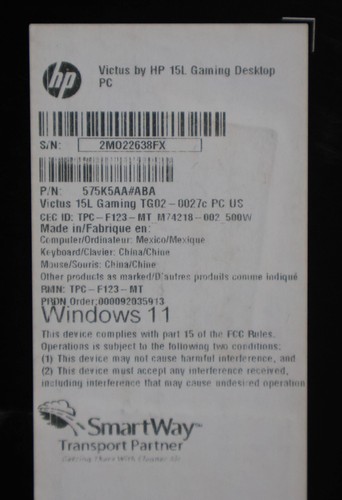 hp
Victus by HP 15L Gaming Desktop
PC
S/N: 2MO22638FX
P/N: 575K5AA#ABA
Victus 15L Gaming TG02-0027c PC US
CEC ID: TPC-F123-MT M74218-002 500W
Made in/Fabrique en:
Computer/Ordinateur: Mexico/Mexique
Keyboard/Clavier: China/Chine
Mouse/Souris: China/Chine
Other products as marked/D'autres produits comme indiqué
RMN: TPC-F123-MT
PRDN Order:000092035913
Windows 11
This device complies with part 15 of the FCC Rules.
Operations is subject to the following two conditions:
(1) This device may not cause harmful interference, and
(2) This device must accept any interference received,
including interference that may cause undesired operation
SmartWay
Transport Partner